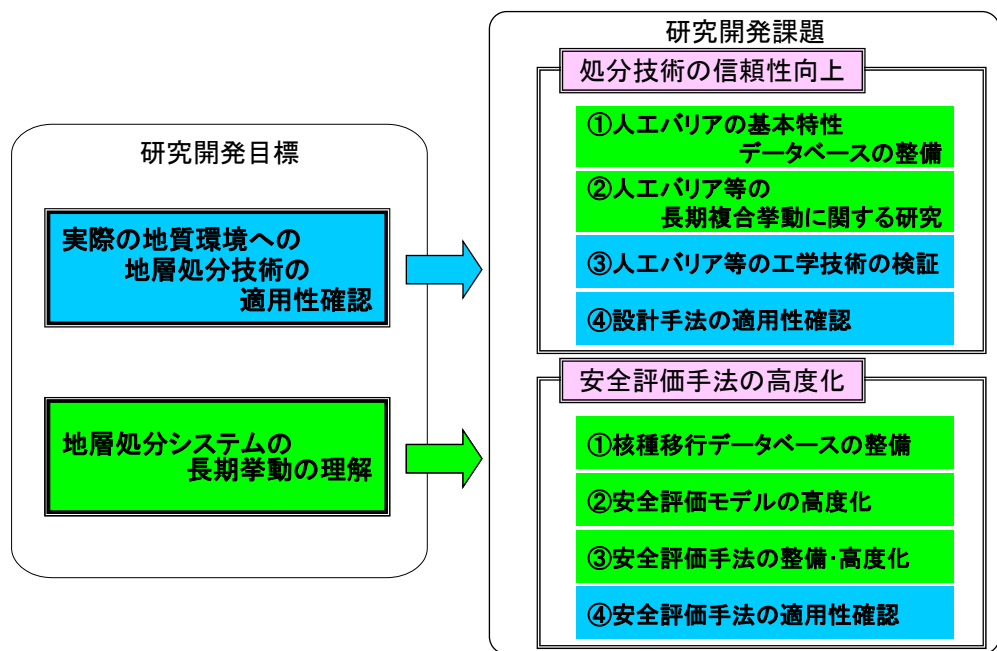 研究開発目標
実際の地質環境への
地層処分技術の
適用性確認
地層処分システムの
長期挙動の理解
研究開発課題
処分技術の信頼性向上
①人工バリアの基本特性
データベースの整備
②人工バリア等の
長期複合挙動に関する研究
③人工バリア等の工学技術の検証
④設計手法の適用性確認
安全評価手法の高度化
①核種移行データベースの整備
②安全評価モデルの高度化
③安全評価手法の整備･高度化
④安全評価手法の適用性確認